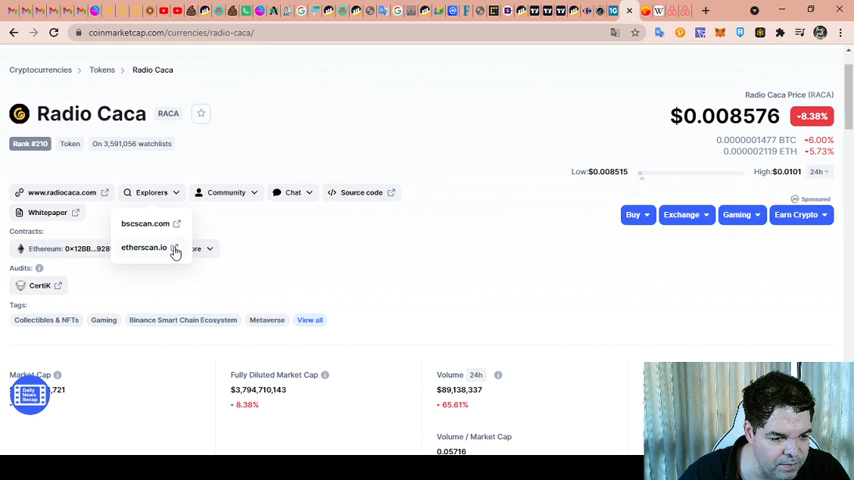 coinmarketcap.com/currencies/radio-caca/
Cryptocurrencies > Tokens > Radio Caca
Radio Caca RACA
Rank #210 Token On 3,591,056 watchlists
Radio Caca Price (RACA)
$0.008576 8.38%
0.0000001477 BTC 6.00%
0.000002119 ETH 5.73%
Low: $0.008515 High: $0.0101 24h
www.radiocaca.com Explorers Community Chat Source code
Whitepaper
bscscan.com
etherscan.io
Sponsored
Buy Exchange Gaming Earn Crypto
Contracts:
Ethereum: 0x12BB...928
Audits:
CertiK
Tags:
Collectibles & NFTs Gaming Binance Smart Chain Ecosystem Metaverse View all
Market Cap
,721
Fully Diluted Market Cap
$3,794,710,143
8.38%
Volume 24h
$89,138,337
65.61%
Volume / Market Cap
0.05716
Daily
News
Recap